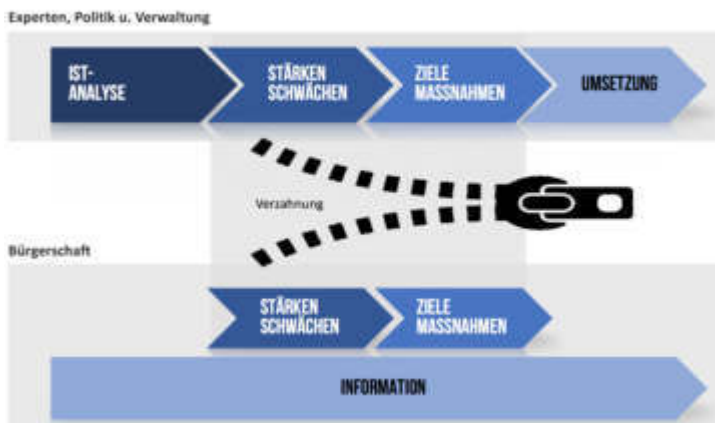 Experten, Politik u. Verwaltung
IST-
ANALYSE
STÄRKEN
SCHWÄCHEN
ZIELE
MASSNAHMEN
UMSETZUNG
Verzahnung
Bürgerschaft
STÄRKEN
SCHWÄCHEN
ZIELE
MASSNAHMEN
INFORMATION